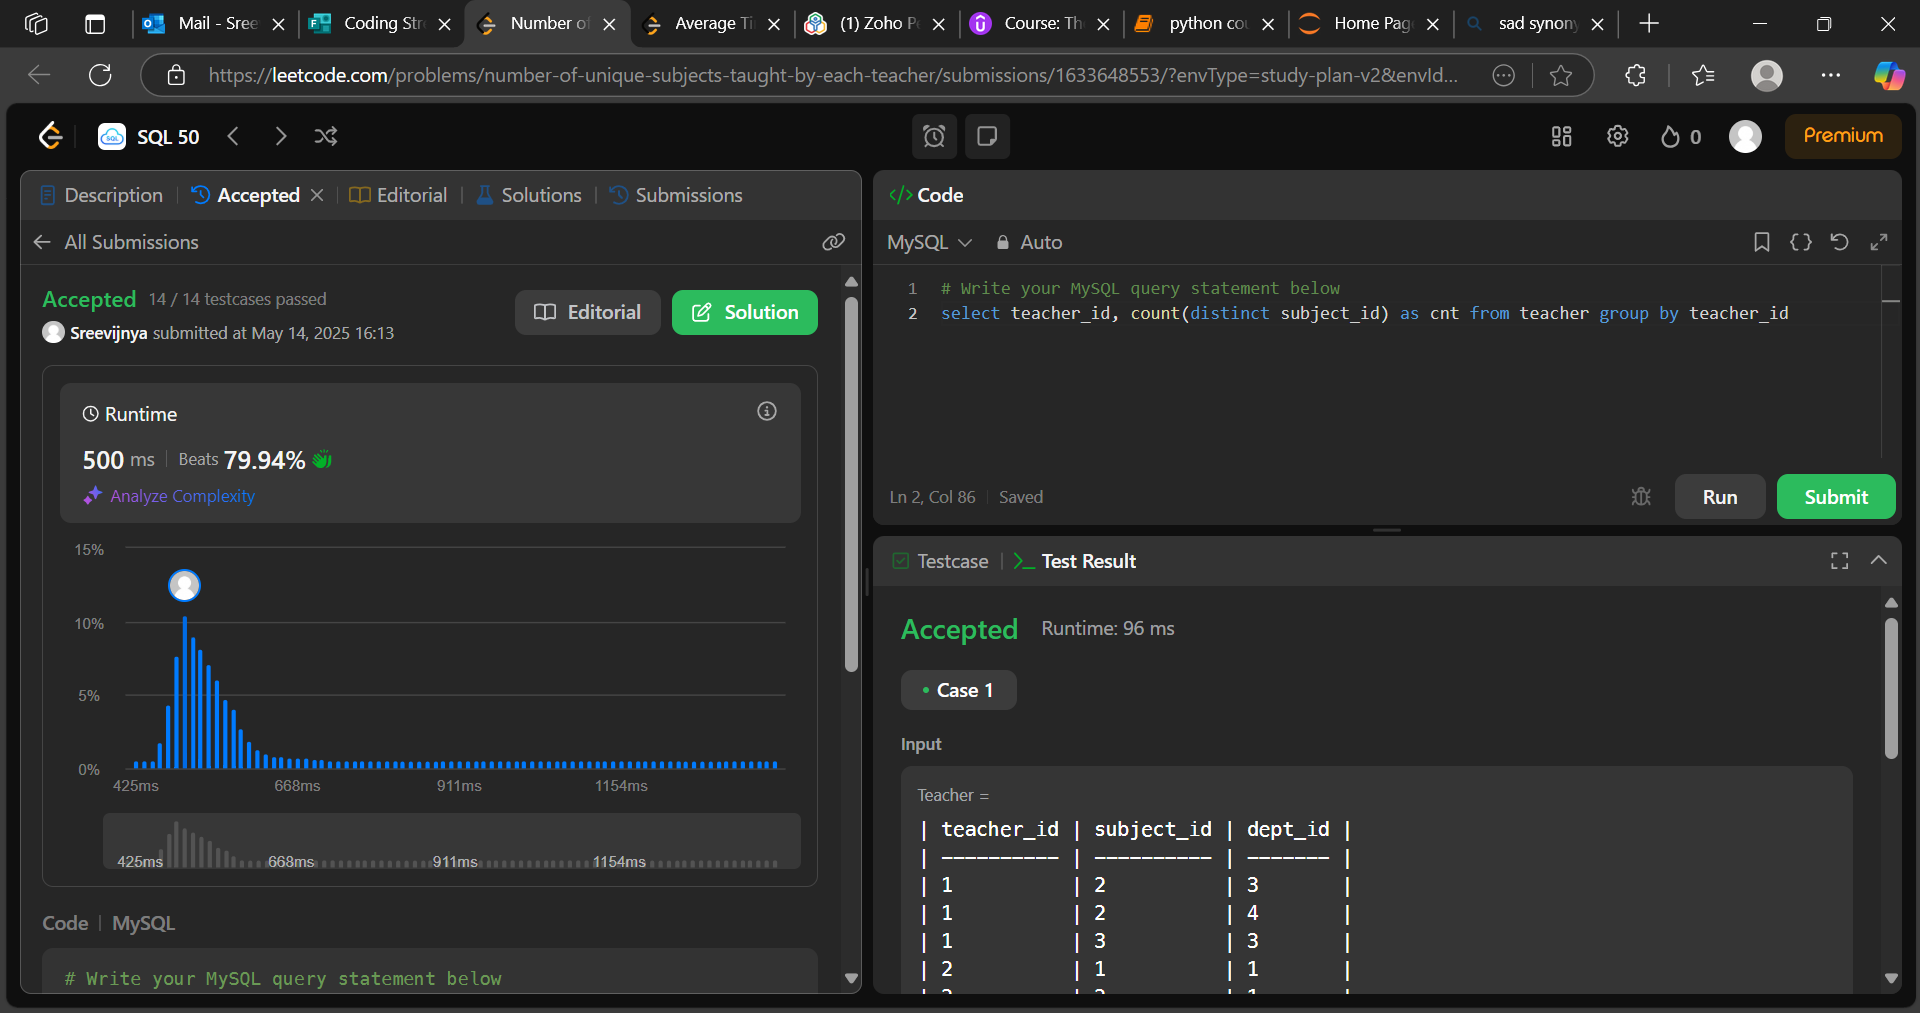 Mail - Sree
Coding Str
Number of
Average Ti
(1) Zoho Pe
Course: Th
python cou
Home Page
sad synony
https://leetcode.com/problems/number-of-unique-subjects-taught-by-each-teacher/submissions/1633648553/?envType=study-plan-v2&envId...
SQL 50
0
Premium
Description
Accepted
Editorial
Solutions
Submissions
All Submissions
Accepted 14 / 14 testcases passed
Sreevijnya submitted at May 14, 2025 16:13
Editorial
Solution
Runtime
500 ms | Beats 79.94%
Analyze Complexity
15%
10%
5%
0%
425ms 668ms 911ms 1154ms
425ms 668ms 911ms 1154ms
Code | MySQL
# Write your MySQL query statement below
</> Code
MySQL
Auto
1 # Write your MySQL query statement below
2 select teacher_id, count(distinct subject_id) as cnt from teacher group by teacher_id
Ln 2, Col 86 | Saved
Run
Submit
Testcase
Test Result
Accepted Runtime: 96 ms
Case 1
Input
Teacher =
| teacher_id | subject_id | dept_id |
| ---------- | ---------- | ------- |
| 1 | 2 | 3 |
| 1 | 2 | 4 |
| 1 | 3 | 3 |
| 2 | 1 | 1 |